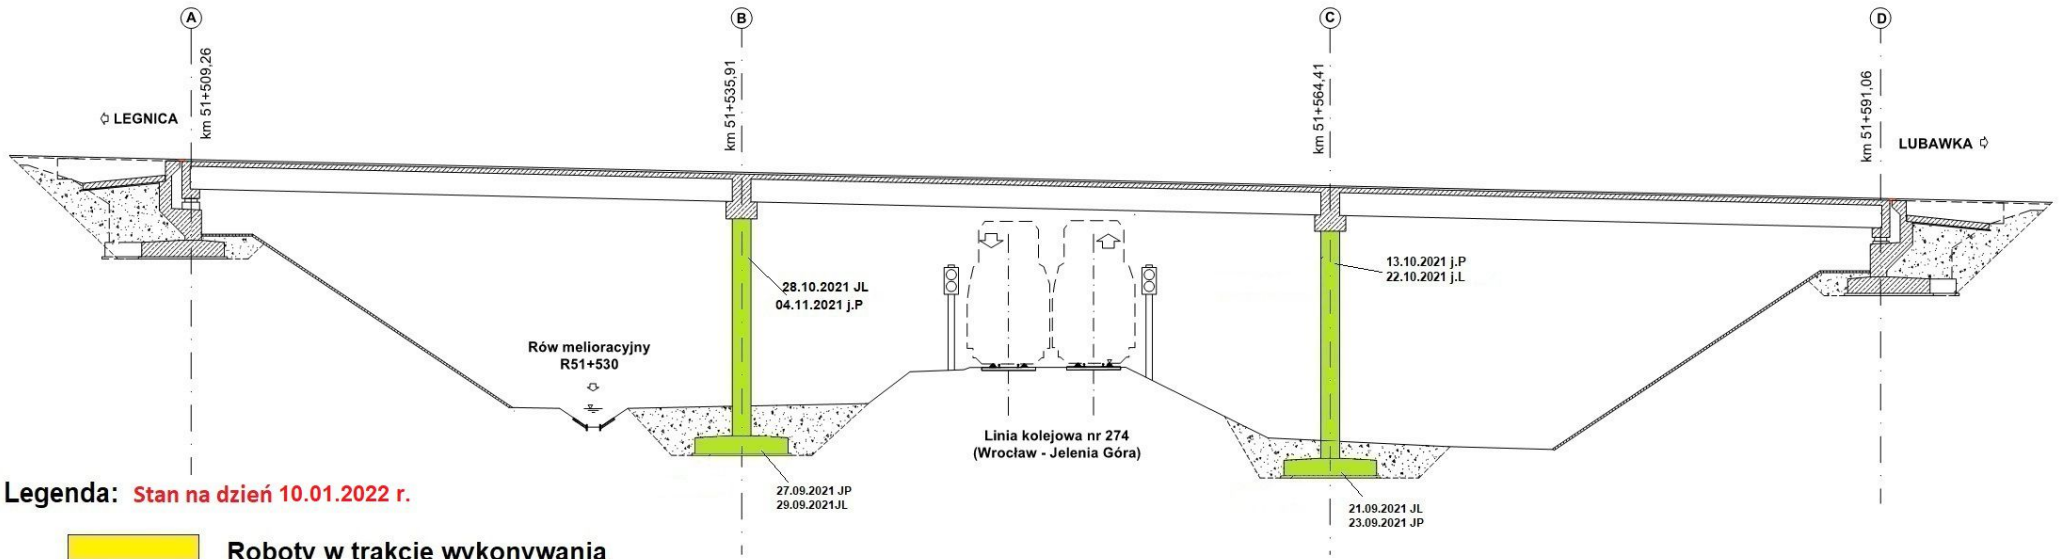 A
B
C
D
km 51+509,26
km 51+535,91
km 51+564,41
km 51+591,06
LEGNICA
LUBAWKA
28.10.2021 JL
04.11.2021 j.P
13.10.2021 j.P
22.10.2021 j.L
Rów melioracyjny
R51+530
Linia kolejowa nr 274
(Wrocław - Jelenia Góra)
27.09.2021 JP
29.09.2021JL
21.09.2021 JL
23.09.2021 JP
Legenda: Stan na dzień 10.01.2022 r.
Roboty w trakcie wykonywania